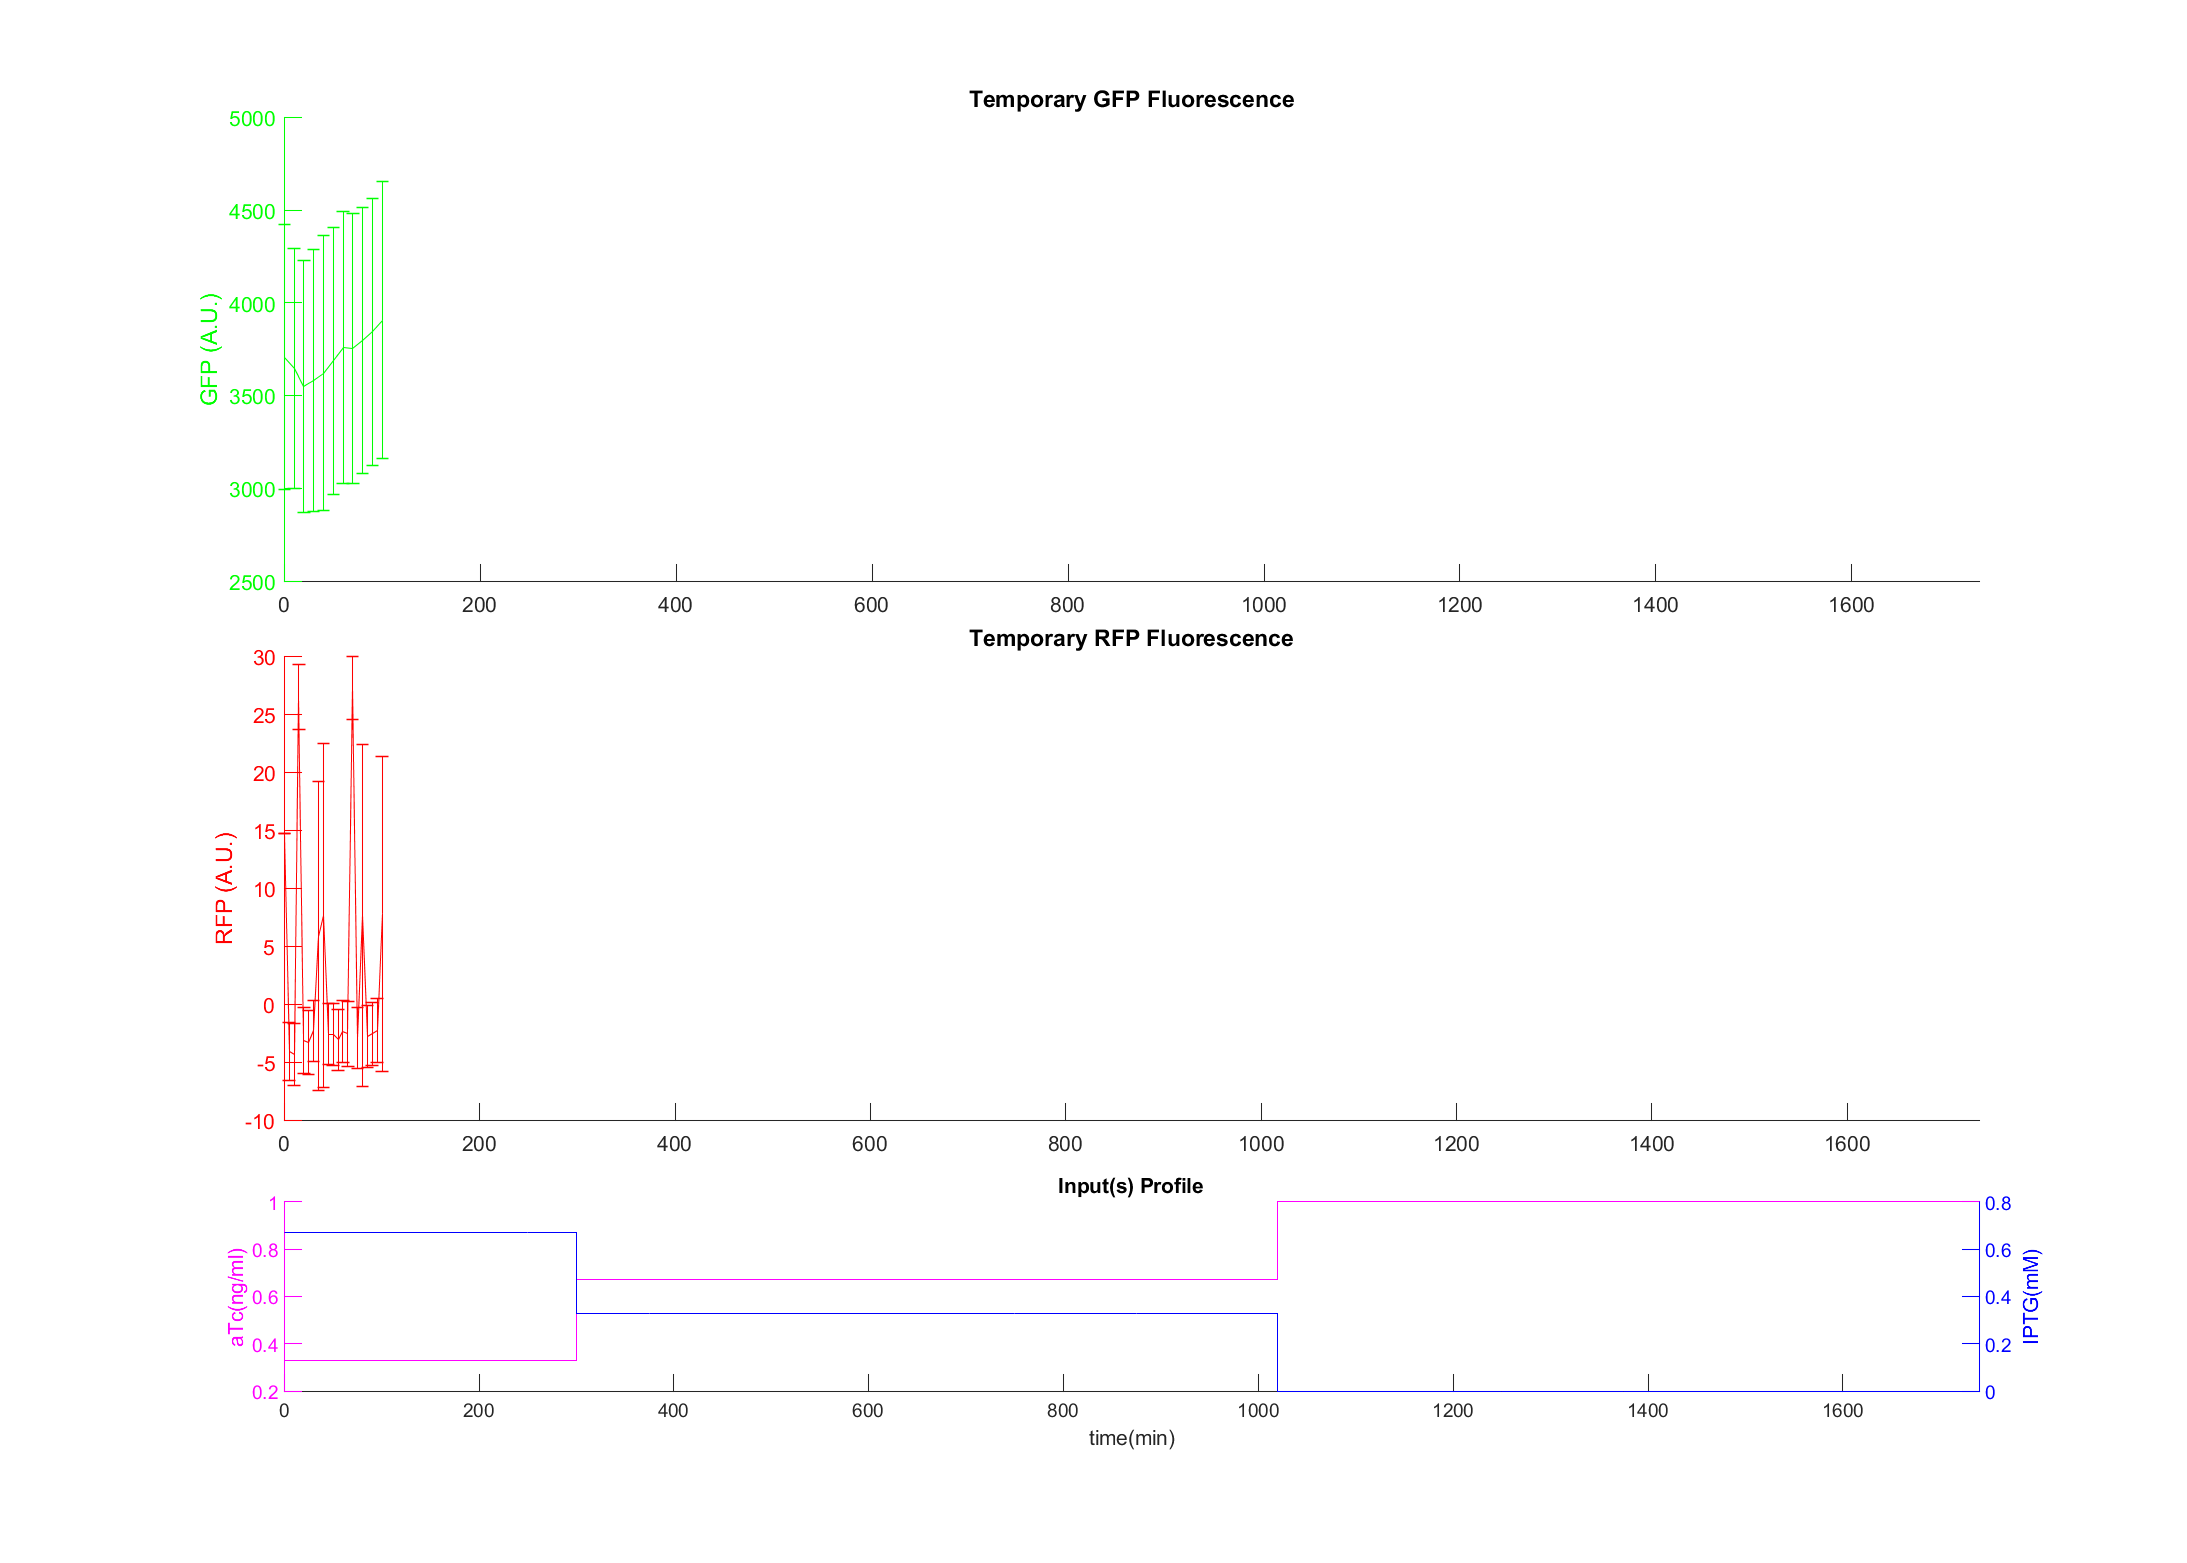 Temporary GFP Fluorescence
5000
4500
4000
3500
3000
2500
GFP (A.U.)
0 200 400 600 800 1000 1200 1400 1600
Temporary RFP Fluorescence
30
25
20
15
10
5
0
-5
-10
RFP (A.U.)
0 200 400 600 800 1000 1200 1400 1600
Input(s) Profile
1
0.8
0.6
0.4
0.2
aTc(ng/ml)
0.8
0.6
0.4
0.2
0
IPTG(mM)
0 200 400 600 800 1000 1200 1400 1600
time(min)